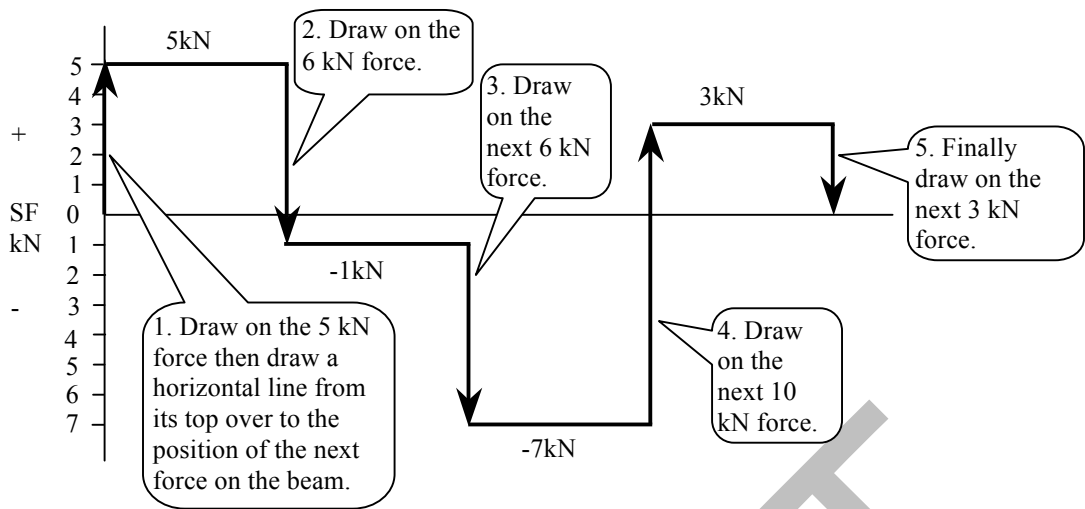 5kN
2. Draw on the
6 kN force.
3. Draw
on the
next 6 kN
force.
3kN
5. Finally
draw on the
next 3 kN
force.
5
4
3
+
2
1
SF
0
kN
1
2
-
3
4
5
6
7
-1kN
1. Draw on the 5 kN
force then draw a
horizontal line from
its top over to the
position of the next
force on the beam.
-7kN
4. Draw
on the
next 10
kN force.